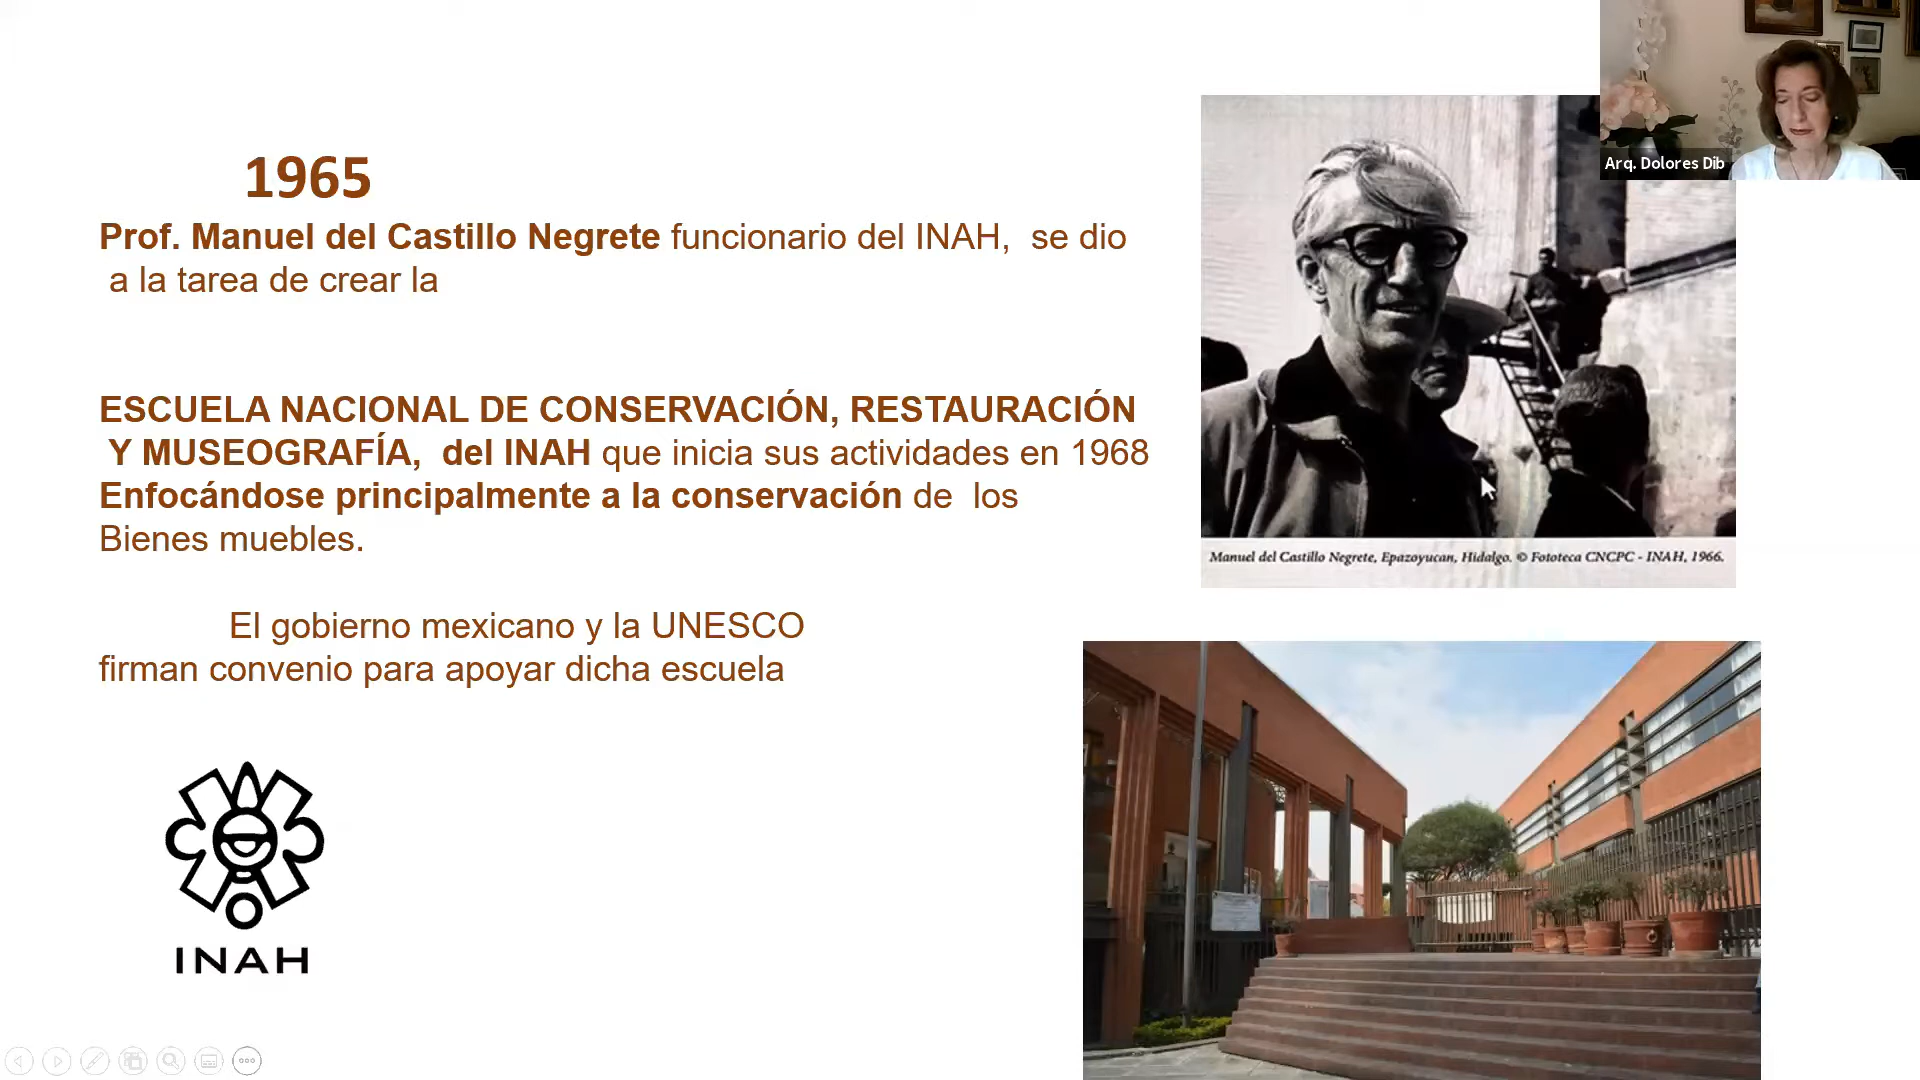 1965
Prof. Manuel del Castillo Negrete funcionario del INAH, se dio
a la tarea de crear la
ESCUELA NACIONAL DE CONSERVACIÓN, RESTAURACIÓN
Y MUSEOGRAFÍA, del INAH que inicia sus actividades en 1968
Enfocándose principalmente a la conservación de los
Bienes muebles.
El gobierno mexicano y la UNESCO
firman convenio para apoyar dicha escuela
INAH
Arq. Dolores Dib
Manuel del Castillo Negrete, Epazoyucan, Hidalgo. © Fototeca CNCPC - INAH, 1966.